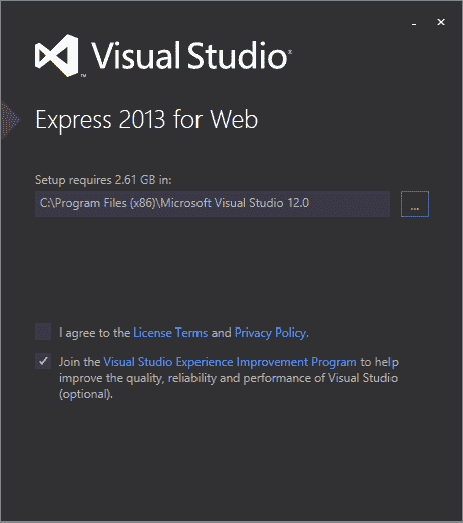 Visual Studio
Express 2013 for Web
Setup requires 2.61 GB in:
C:\Program Files (x86)\Microsoft Visual Studio 12.0
...
I agree to the License Terms and Privacy Policy.
Join the Visual Studio Experience Improvement Program to help
improve the quality, reliability and performance of Visual Studio
(optional).